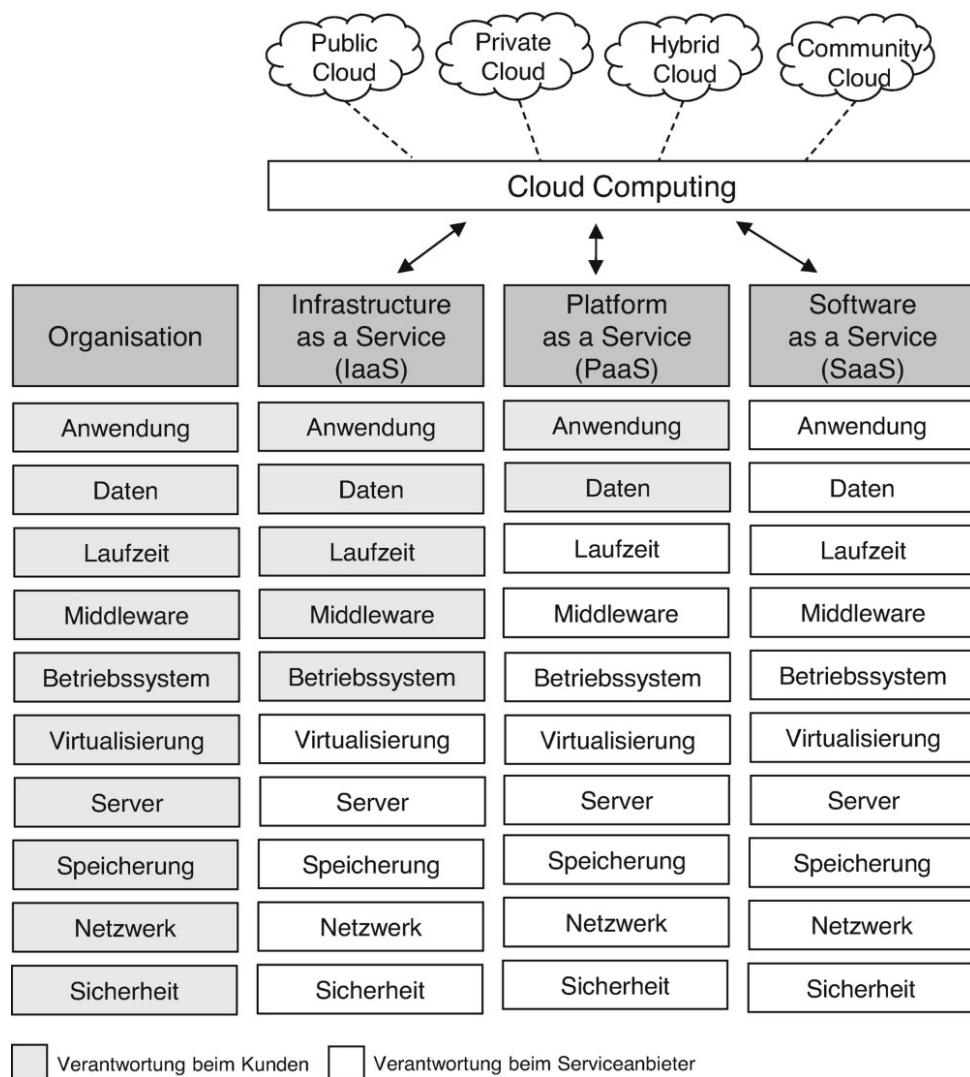 Public
Cloud
Private
Cloud
Hybrid
Cloud
Community
Cloud
Cloud Computing
Organisation
Infrastructure
as a Service
(IaaS)
Platform
as a Service
(PaaS)
Software
as a Service
(SaaS)
Anwendung
Anwendung
Anwendung
Anwendung
Daten
Daten
Daten
Daten
Laufzeit
Laufzeit
Laufzeit
Laufzeit
Middleware
Middleware
Middleware
Middleware
Betriebssystem
Betriebssystem
Betriebssystem
Betriebssystem
Virtualisierung
Virtualisierung
Virtualisierung
Virtualisierung
Server
Server
Server
Server
Speicherung
Speicherung
Speicherung
Speicherung
Netzwerk
Netzwerk
Netzwerk
Netzwerk
Sicherheit
Sicherheit
Sicherheit
Sicherheit
Verantwortung beim Kunden
Verantwortung beim Serviceanbieter